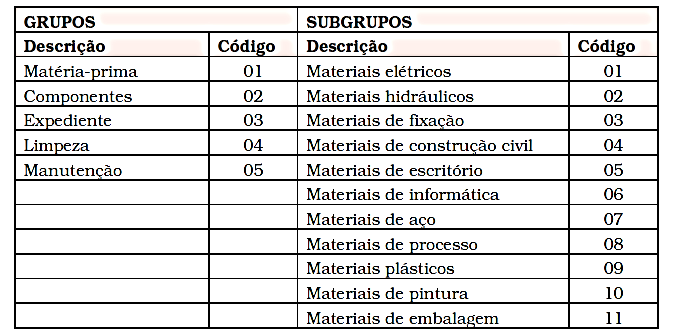 GRUPOS SUBGRUPOS
Descrição Código Descrição Código
Matéria-prima 01 Materiais elétricos 01
Componentes 02 Materiais hidráulicos 02
Expediente 03 Materiais de fixação 03
Limpeza 04 Materiais de construção civil 04
Manutenção 05 Materiais de escritório 05
Materiais de informática 06
Materiais de aço 07
Materiais de processo 08
Materiais plásticos 09
Materiais de pintura 10
Materiais de embalagem 11